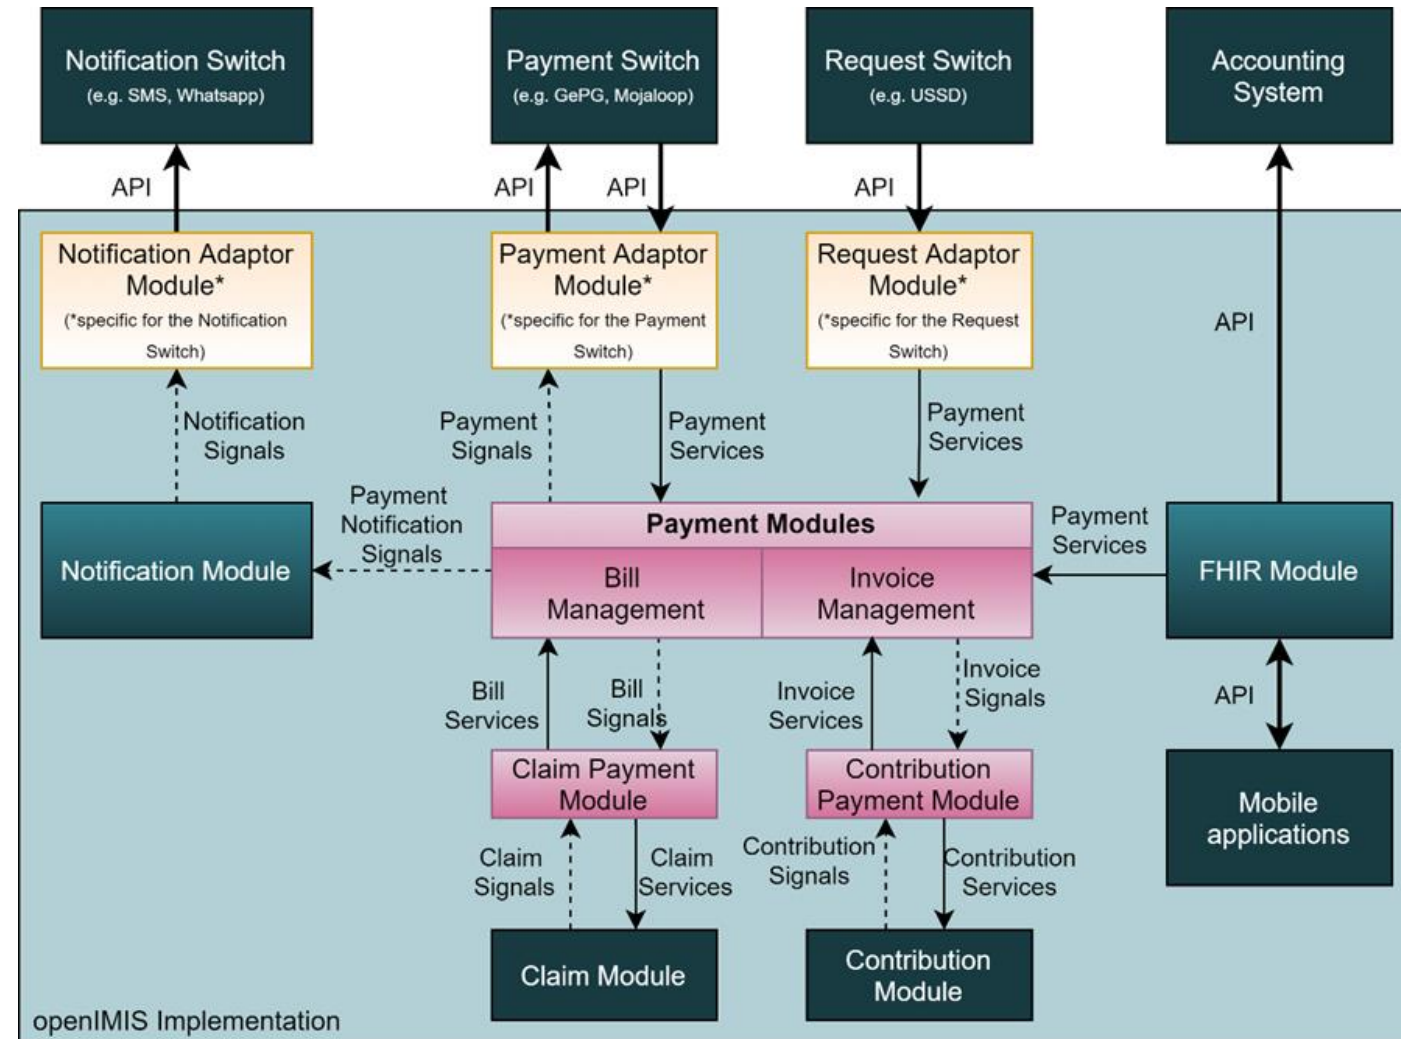 Notification Switch
(e.g. SMS, Whatsapp)
Payment Switch
(e.g. GePG, Mojaloop)
Request Switch
(e.g. USSD)
Accounting
System
API
API
API
API
Notification Adaptor
Module*
(*specific for the Notification
Switch)
Payment Adaptor
Module*
(*specific for the Payment
Switch)
Request Adaptor
Module*
(*specific for the Request
Switch)
API
Notification
Signals
Payment
Signals
Payment
Services
Payment
Services
Payment
Notification
Signals
Payment Modules
Payment
Services
Notification Module
Bill
Management
Invoice
Management
FHIR Module
Bill
Services
Bill
Signals
Invoice
Services
Invoice
Signals
API
Claim Payment
Module
Contribution
Payment Module
Mobile
applications
Claim
Signals
Claim
Services
Contribution
Signals
Contribution
Services
Claim Module
Contribution
Module
openIMIS Implementation